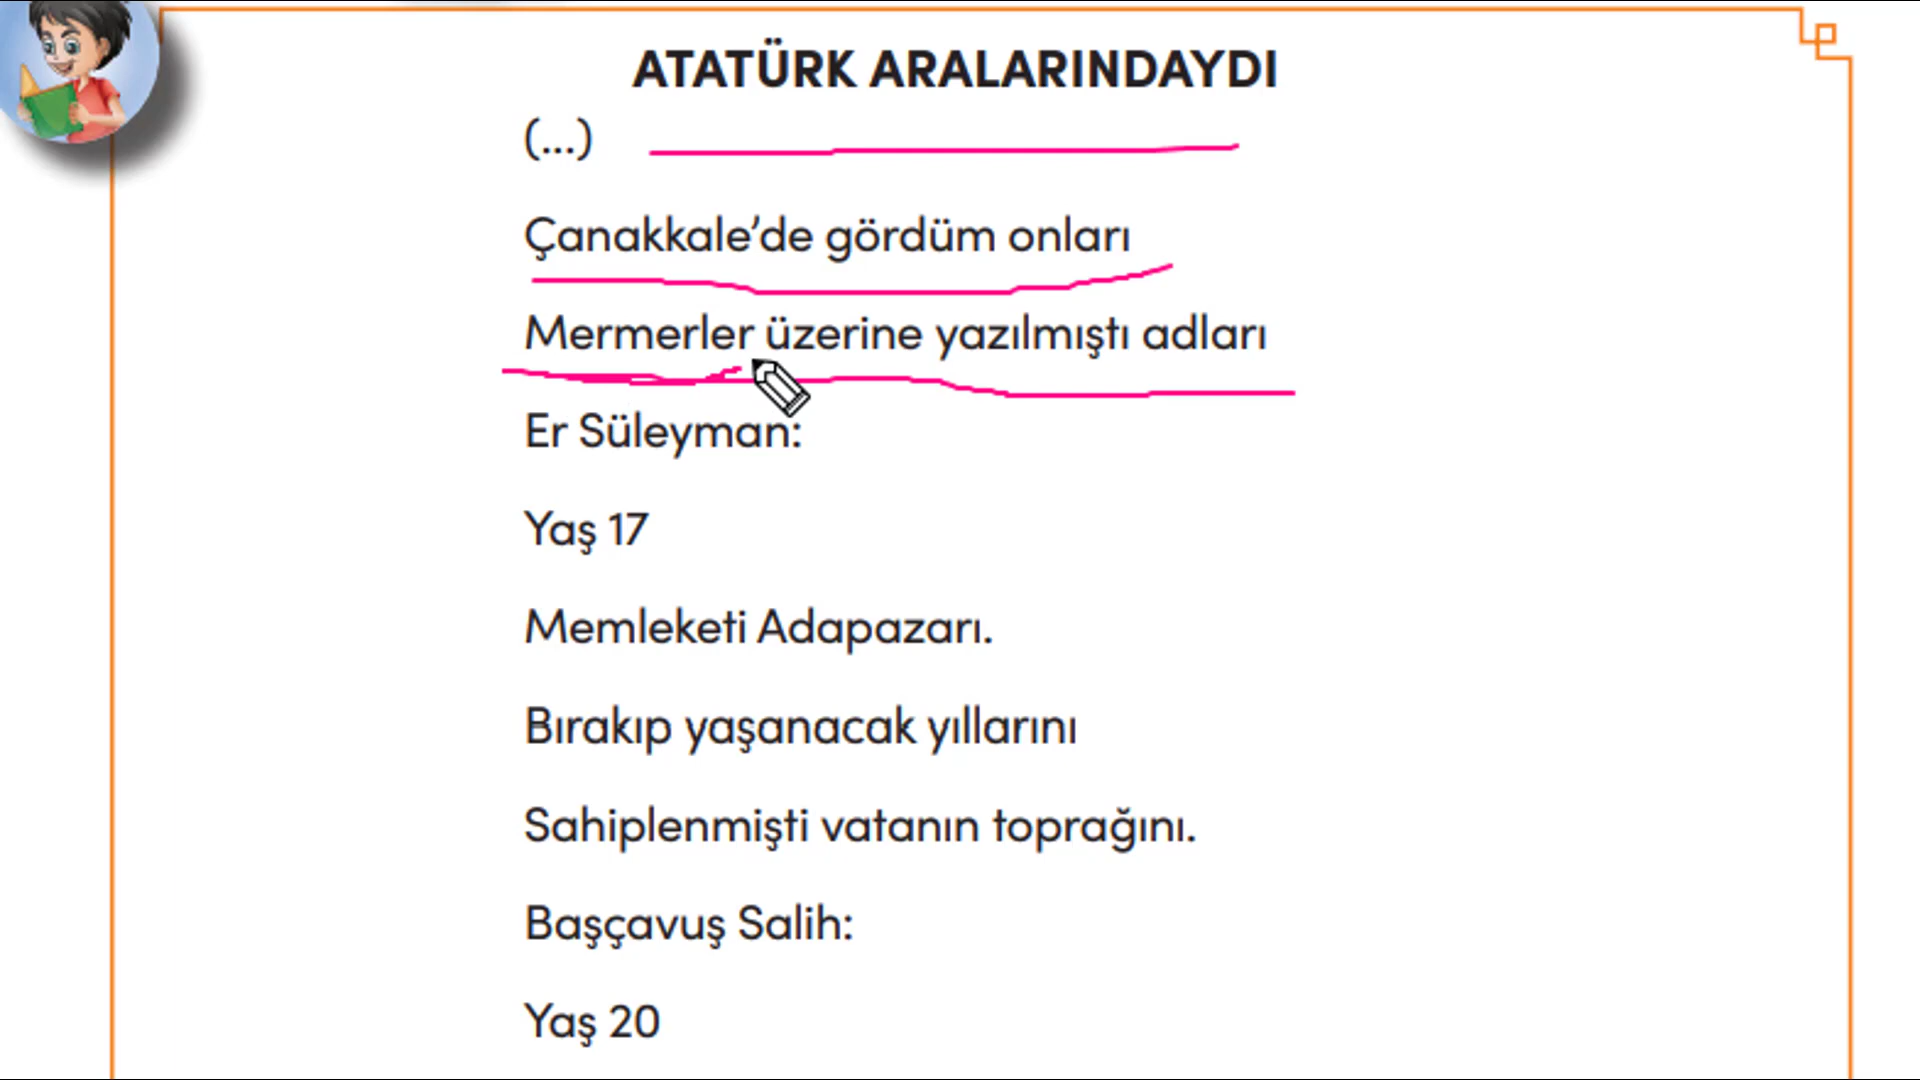 ATATÜRK ARALARINDAYDI
(...)
Çanakkale’de gördüm onları
Mermerler üzerine yazılmıştı adları
Er Süleyman:
Yaş 17
Memleketi Adapazarı.
Bırakıp yaşanacak yıllarını
Sahiplenmişti vatanın toprağını.
Başçavuş Salih:
Yaş 20